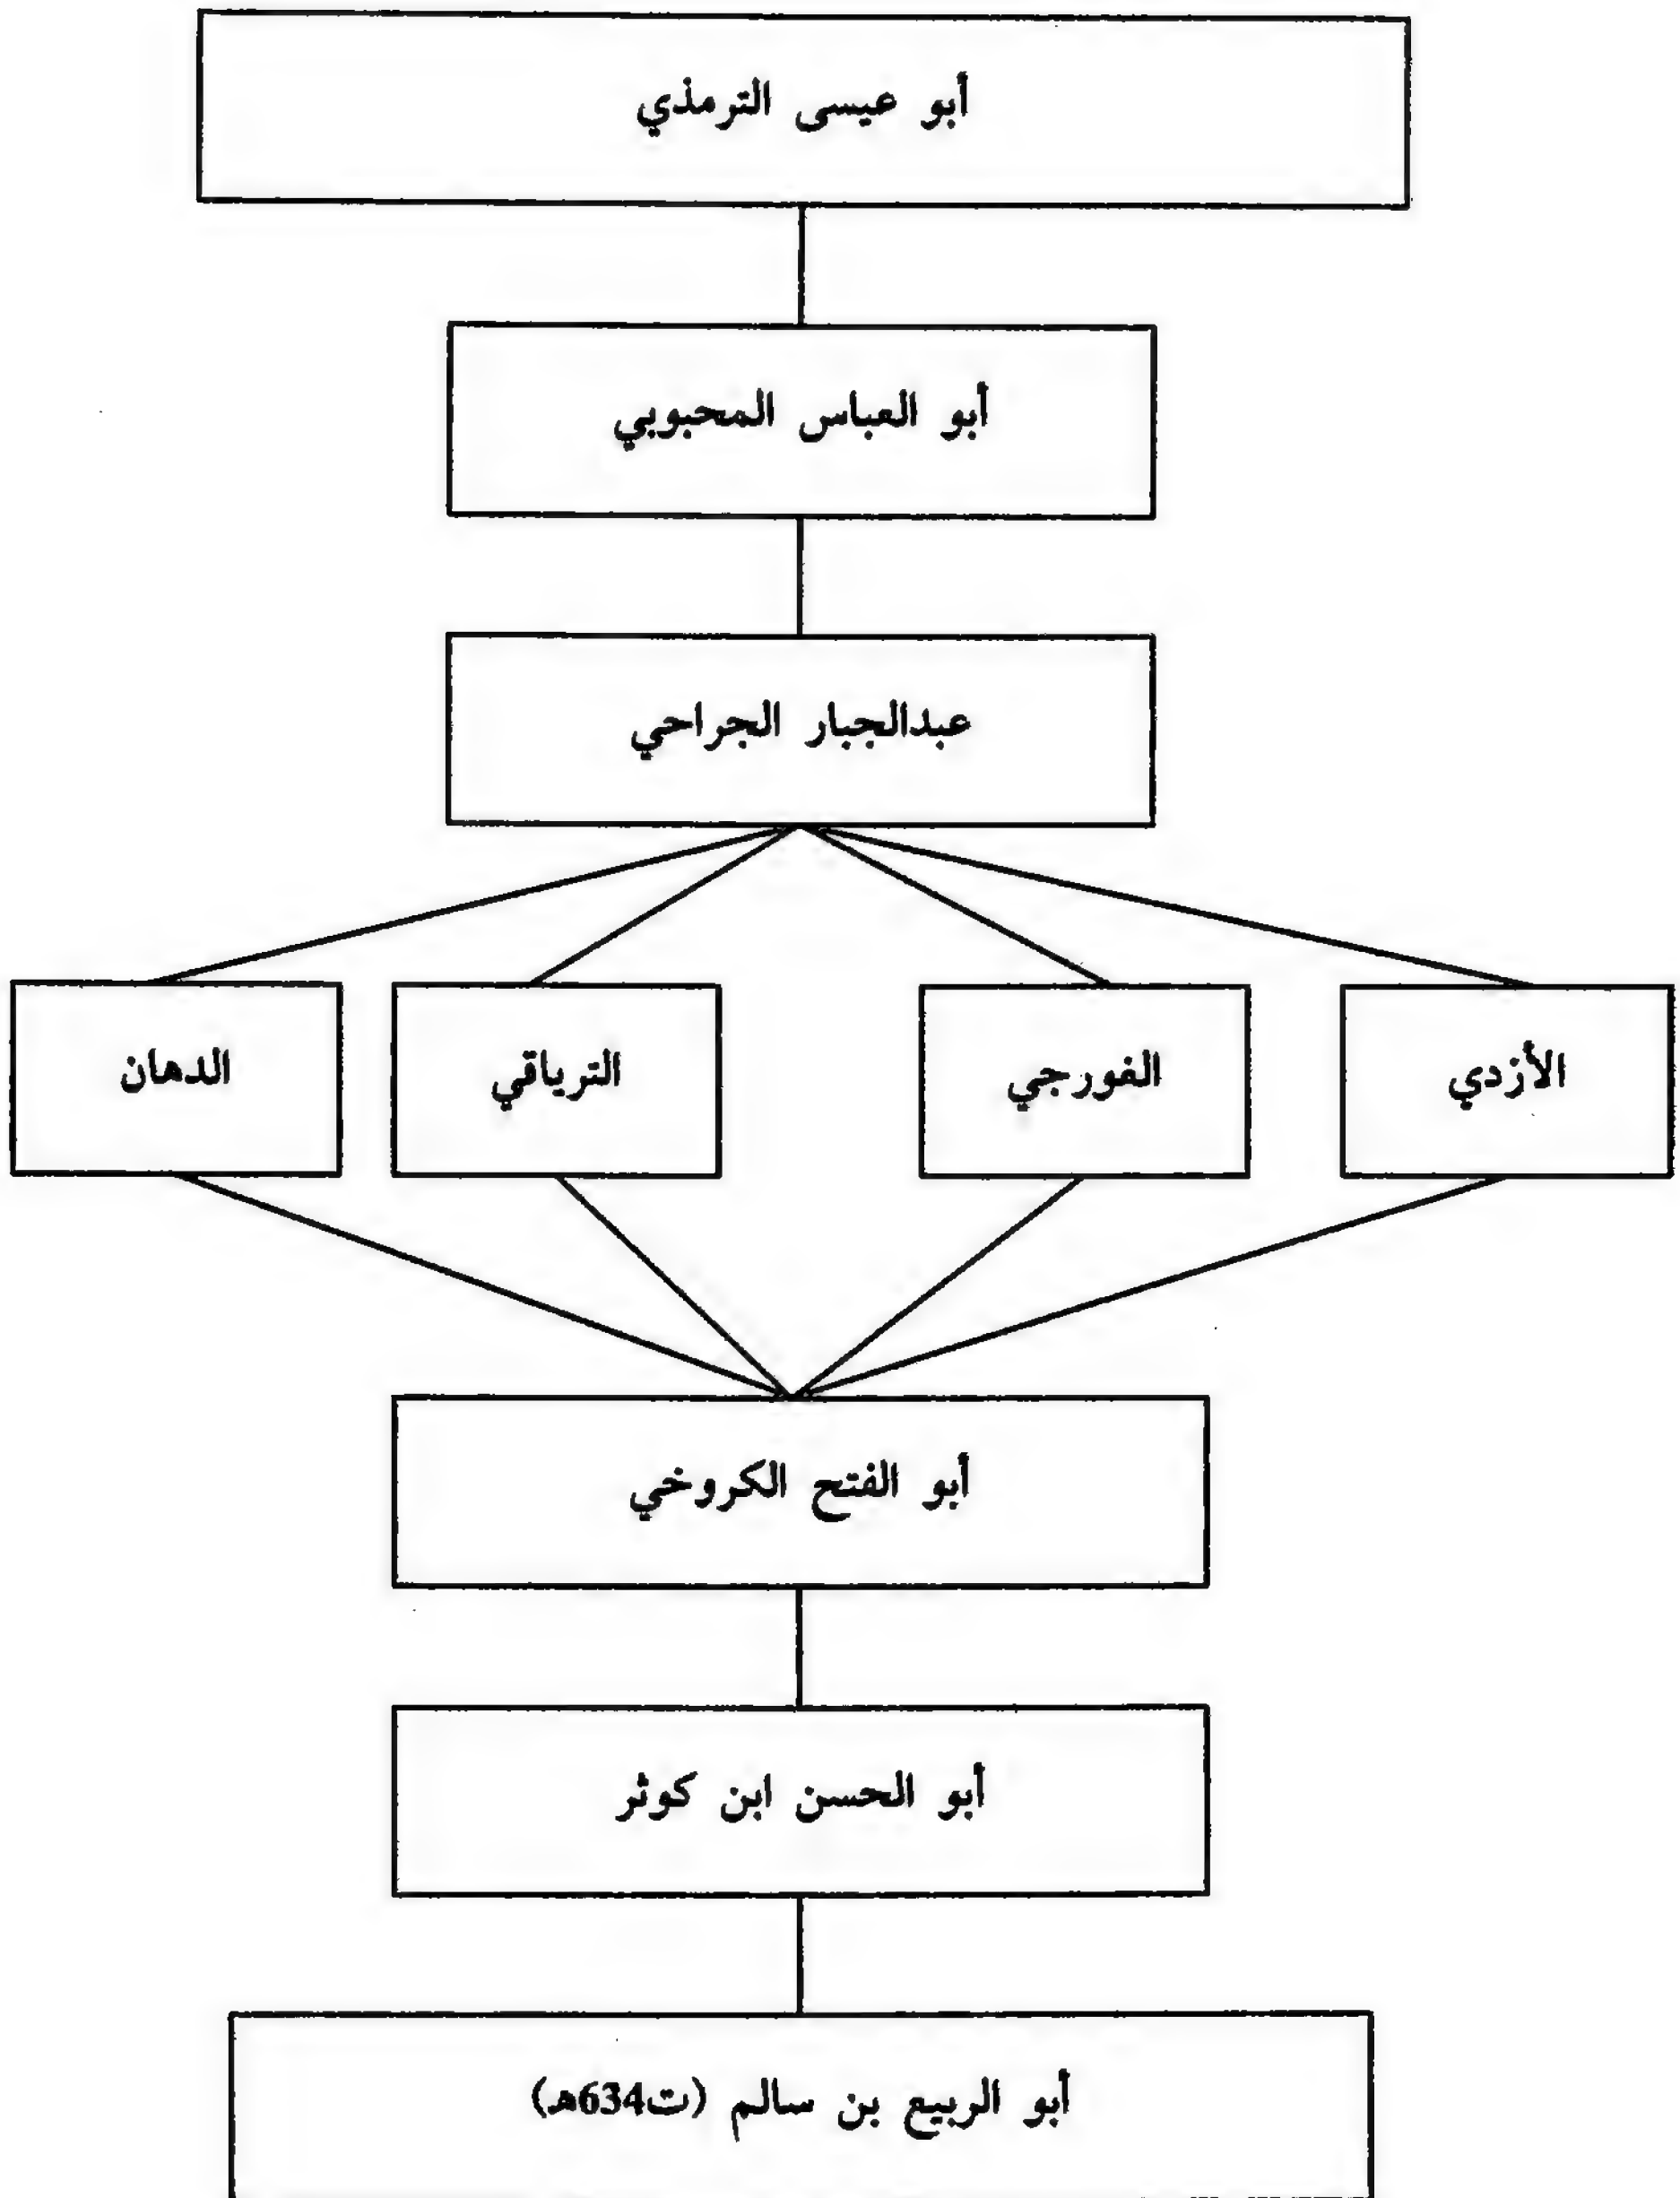 أبو عيسى الترمذي
أبو العباس المحبوبي
عبدالجبار الجراحي
الأزدي
الفورجي
الترياقي
الدهان
أبو الفتح الكروخي
أبو الحسن ابن كوثر
أبو الربيع بن سالم (ت634هـ)